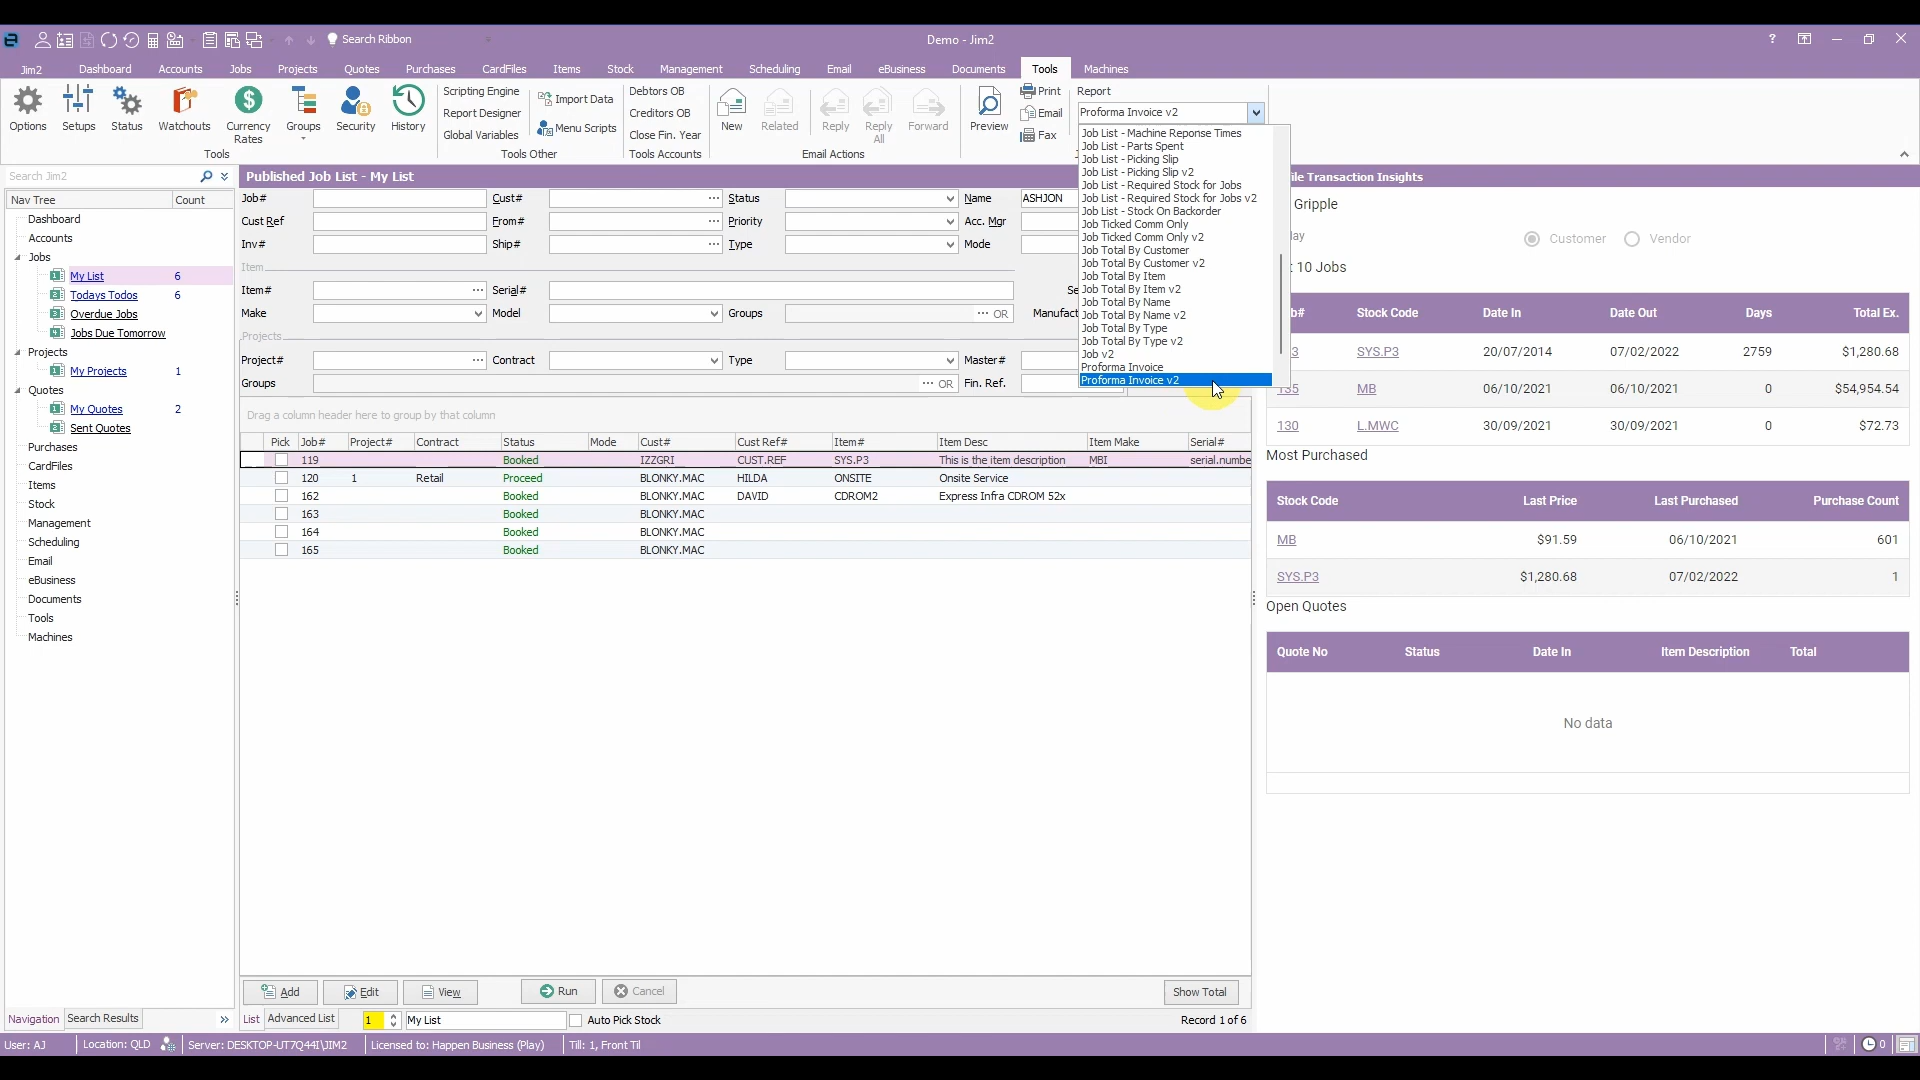 Search Ribbon
Demo - Jim2
?
Jim2 Dashboard Accounts Jobs Projects Quotes Purchases CardFiles Items Stock Management Scheduling Email eBusiness Documents Tools Machines
Options Setups Status Watchouts Currency Rates Groups Security History
Tools
Scripting Engine
Report Designer
Global Variables
Import Data
Menu Scripts
Tools Other
Debtors OB
Creditors OB
Close Fin. Year
Tools Accounts
New Related Reply Reply All Forward
Email Actions
Preview
Print
Email
Fax
Report
Proforma Invoice v2
Job List - Machine Reponse Times
Job List - Parts Spent
Job List - Picking Slip
Job List - Picking Slip v2
Job List - Required Stock for Jobs
Job List - Required Stock for Jobs v2
Job List - Stock On Backorder
Job Ticked Comm Only
Job Ticked Comm Only v2
Job Total By Customer
Job Total By Customer v2
Job Total By Item
Job Total By Item v2
Job Total By Name
Job Total By Name v2
Job Total By Type
Job Total By Type v2
Job v2
Proforma Invoice
Proforma Invoice v2
Search Jim2
Nav Tree Count
Dashboard
Accounts
Jobs
My List 6
Todays Todos 6
Overdue Jobs
Jobs Due Tomorrow
Projects
My Projects 1
Quotes
My Quotes 2
Sent Quotes
Purchases
CardFiles
Items
Stock
Management
Scheduling
Email
eBusiness
Documents
Tools
Machines
Published Job List - My List
Job# Cust# Status Name ASHJON
Cust Ref From# Priority Acc. Mgr
Inv# Ship# Type Mode
Item
Item# Serial# Se
Make Model Groups OR Manufact
Projects
Project# Contract Type Master#
Groups OR Fin. Ref.
Drag a column header here to group by that column
Pick Job# Project# Contract Status Mode Cust# Cust Ref# Item# Item Desc Item Make Serial#
119 Booked IZZGRI CUST.REF SYS.P3 This is the item description MBI serial.numbe
120 1 Retail Proceed BLONKY.MAC HILDA ONSITE Onsite Service
162 Booked BLONKY.MAC DAVID CDROM2 Express Infra CDROM 52x
163 Booked BLONKY.MAC
164 Booked BLONKY.MAC
165 Booked BLONKY.MAC
Add Edit View Run Cancel Show Total
Navigation Search Results List Advanced List 1 My List Auto Pick Stock Record 1 of 6
ile Transaction Insights
Gripple
lay Customer Vendor
t 10 Jobs
b# Stock Code Date In Date Out Days Total Ex.
3 SYS.P3 20/07/2014 07/02/2022 2759 $1,280.68
135 MB 06/10/2021 06/10/2021 0 $54,954.54
130 L.MWC 30/09/2021 30/09/2021 0 $72.73
Most Purchased
Stock Code Last Price Last Purchased Purchase Count
MB $91.59 06/10/2021 601
SYS.P3 $1,280.68 07/02/2022 1
Open Quotes
Quote No Status Date In Item Description Total
No data
User: AJ Location: QLD Server: DESKTOP-UT7Q44I\JIM2 Licensed to: Happen Business (Play) Till: 1, Front Til 0